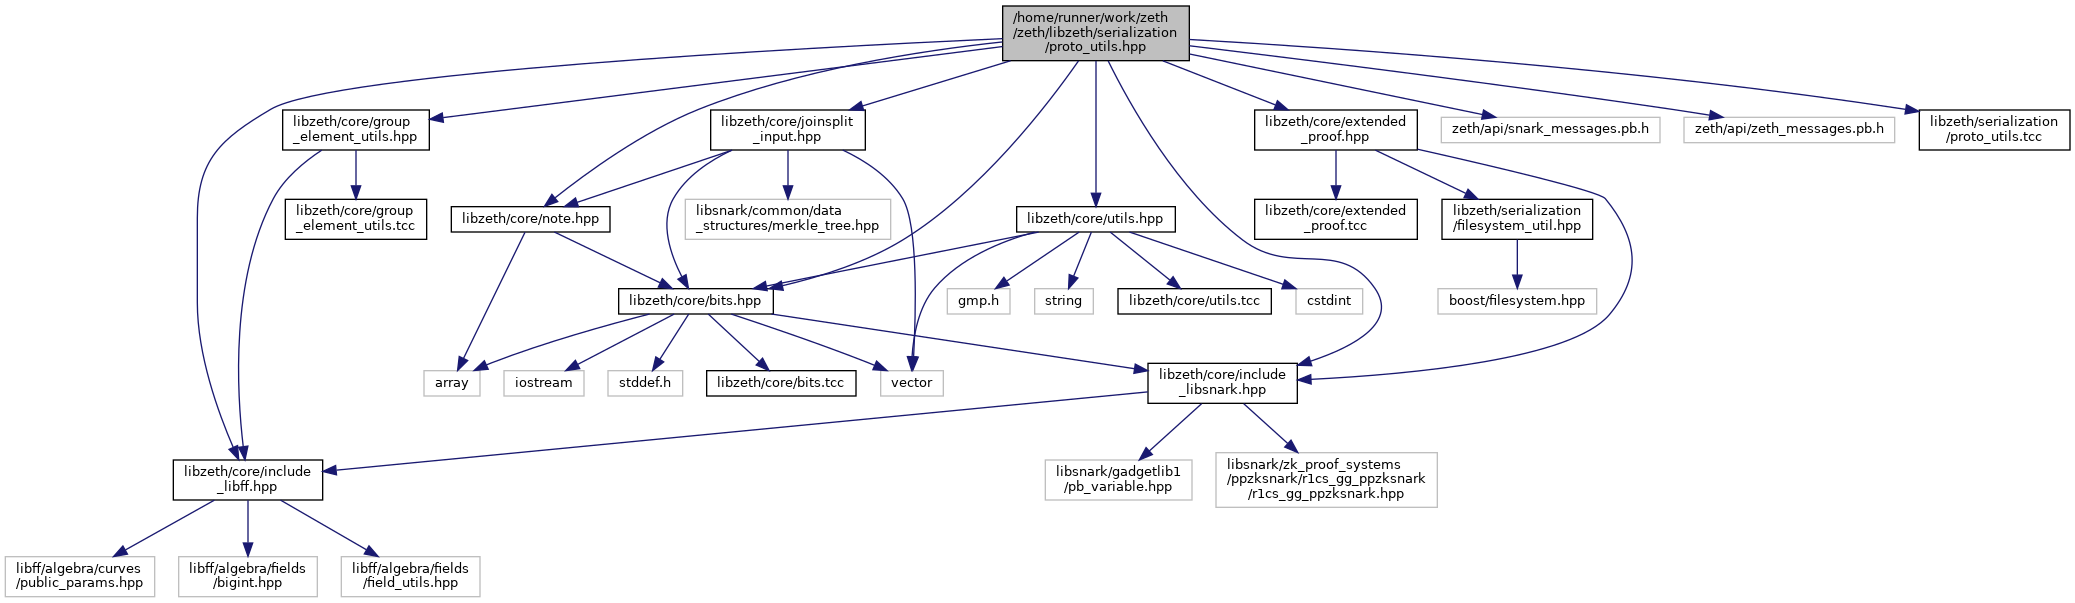 /home/runner/work/zeth
/zeth/libzeth/serialization
/proto_utils.hpp
libzeth/core/group
_element_utils.hpp
libzeth/core/joinsplit
_input.hpp
libzeth/core/extended
_proof.hpp
zeth/api/snark_messages.pb.h
zeth/api/zeth_messages.pb.h
libzeth/serialization
/proto_utils.tcc
libzeth/core/group
_element_utils.tcc
libzeth/core/note.hpp
libsnark/common/data
_structures/merkle_tree.hpp
libzeth/core/utils.hpp
libzeth/core/extended
_proof.tcc
libzeth/serialization
/filesystem_util.hpp
libzeth/core/bits.hpp
gmp.h
string
libzeth/core/utils.tcc
cstdint
boost/filesystem.hpp
array
iostream
stddef.h
libzeth/core/bits.tcc
vector
libzeth/core/include
_libsnark.hpp
libzeth/core/include
_libff.hpp
libsnark/gadgetlib1
/pb_variable.hpp
libsnark/zk_proof_systems
/ppzksnark/r1cs_gg_ppzksnark
/r1cs_gg_ppzksnark.hpp
libff/algebra/curves
/public_params.hpp
libff/algebra/fields
/bigint.hpp
libff/algebra/fields
/field_utils.hpp